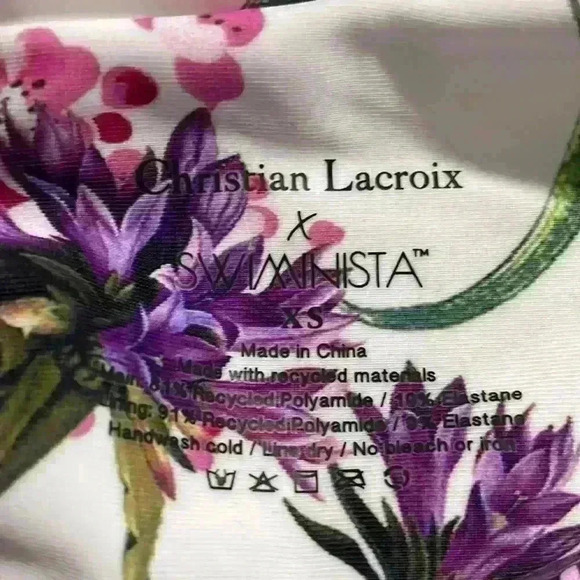 Christian Lacroix
X
SWIMINISTA™
XS
Made in China
Made with recycled materials
Main: 81% Recycled Polyamide / 19% Elastane
Lining: 91% Recycled Polyamide / 9% Elastane
Handwash cold / Line dry / No bleach or iron